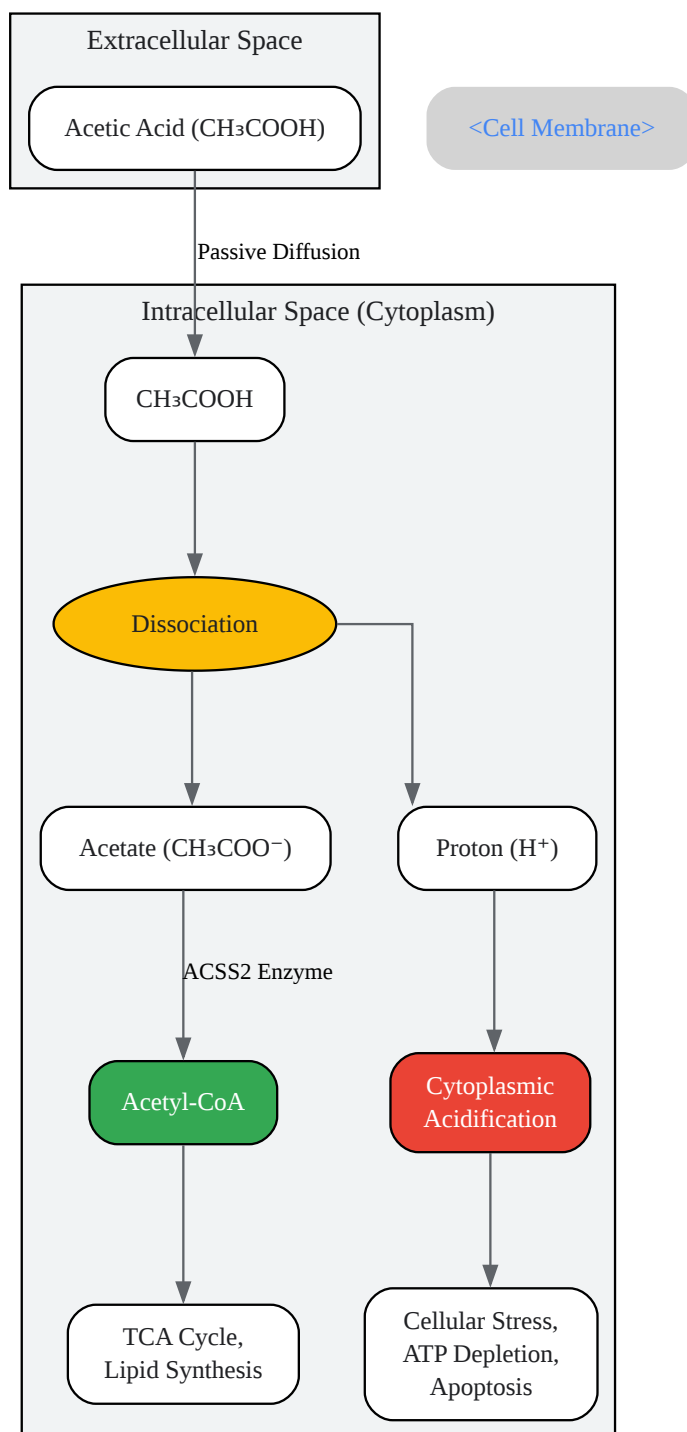 Extracellular Space
Acetic Acid (CH₃COOH)
<Cell Membrane>
Passive Diffusion
Intracellular Space (Cytoplasm)
CH₃COOH
Dissociation
Acetate (CH₃COO⁻)
Proton (H⁺)
ACSS2 Enzyme
Acetyl-CoA
Cytoplasmic
Acidification
TCA Cycle,
Lipid Synthesis
Cellular Stress,
ATP Depletion,
Apoptosis